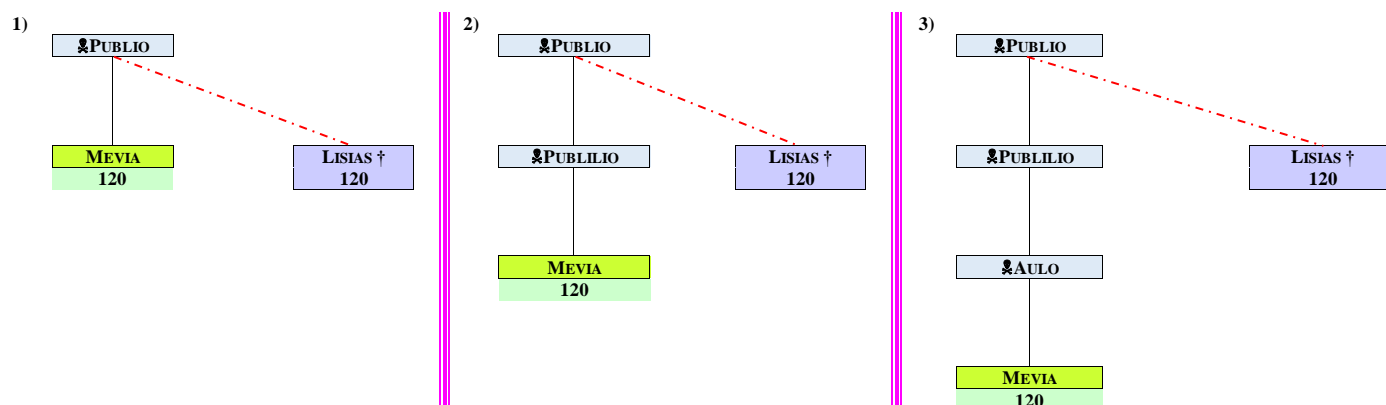 1)
☠PUBLIO
MEVIA
120
LISIAS †
120
2)
☠PUBLIO
☠PUBLILIO
LISIAS †
120
MEVIA
120
3)
☠PUBLIO
☠PUBLILIO
LISIAS †
120
☠AULO
MEVIA
120